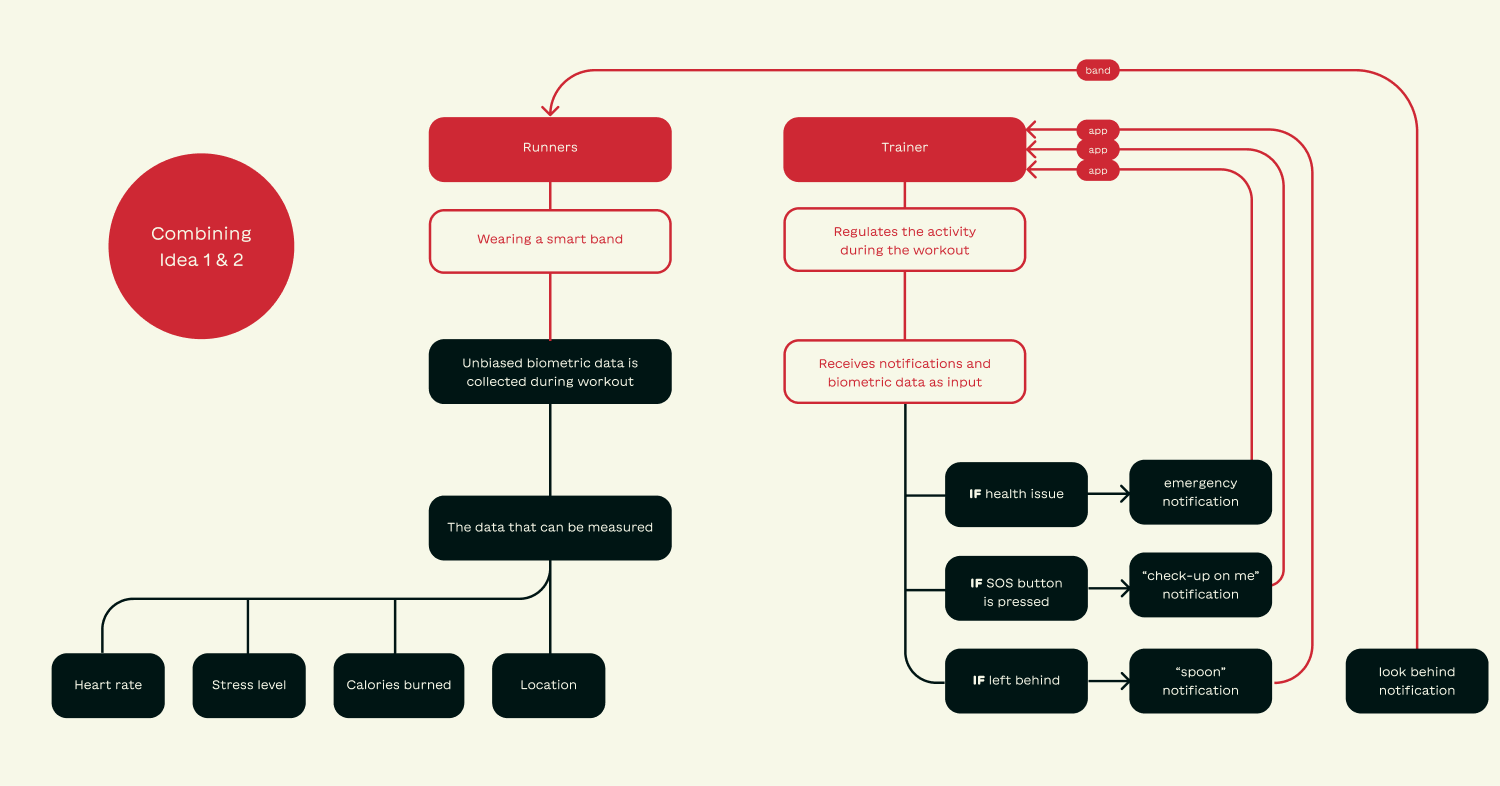 band
Runners
Trainer
app
app
app
Combining
Idea 1 & 2
Wearing a smart band
Regulates the activity
during the workout
Unbiased biometric data is
collected during workout
Receives notifications and
biometric data as input
The data that can be measured
IF health issue
emergency
notification
IF SOS button
is pressed
“check-up on me”
notification
IF left behind
“spoon”
notification
look behind
notification
Heart rate
Stress level
Calories burned
Location